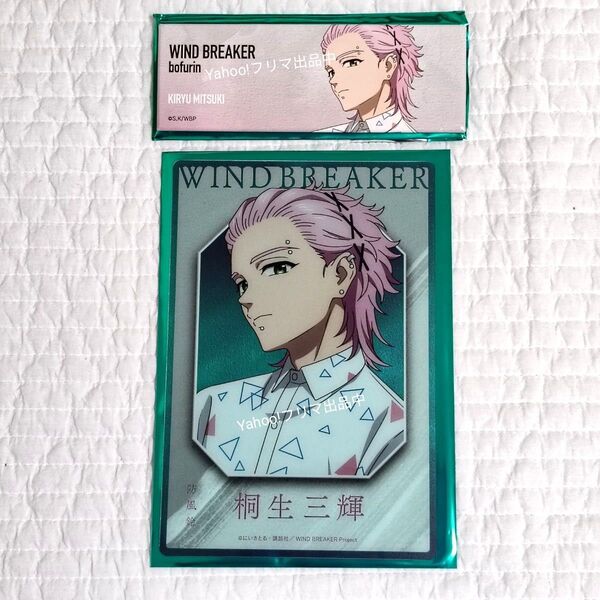 WIND BREAKER
bofurin
Yahoo!フリマ出品中
KIRYU MITSUKI
©S.K/WBP
WIND BREAKER
Yahoo!フリマ出品中
防風鈴
桐生三輝
©にいさとる・講談社／WIND BREAKER Project